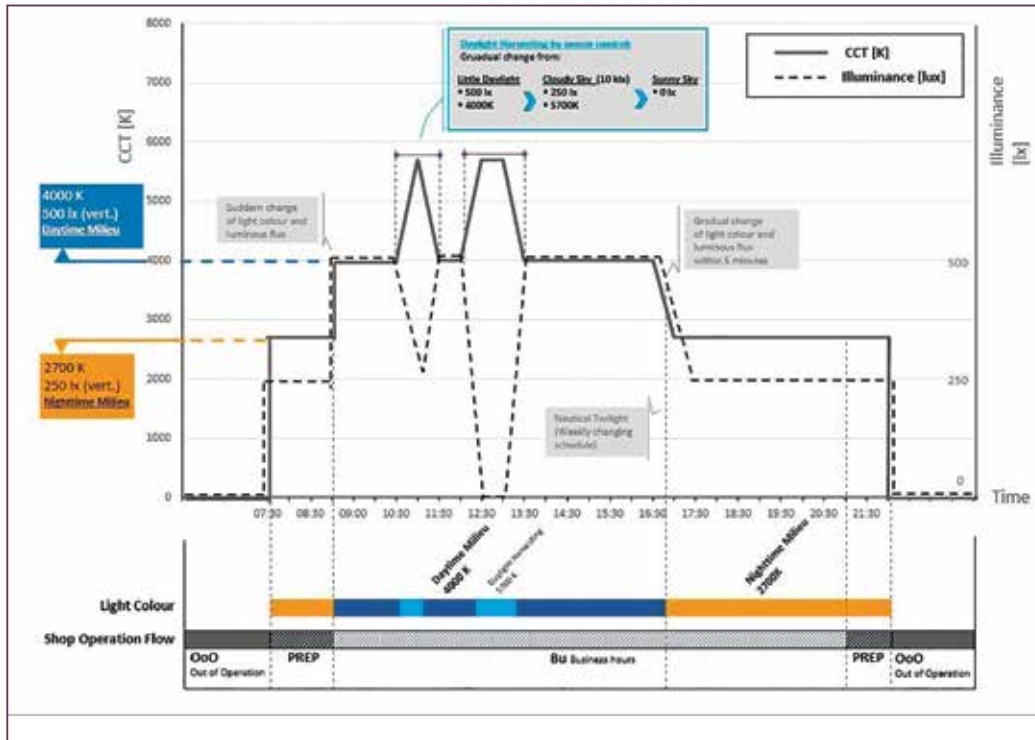 8000
7000
6000
5000
4000
3000
2000
1000
0
CCT [K]
Daylight Harvesting by sensor control:
Gruadual change from:
Little Daylight
• 500 lx
• 4000K
Cloudy Sky (10 klx)
• 250 lx
• 5700K
Sunny Sky
• 0 lx
CCT [K]
Illuminance [lux]
Illuminance
[lx]
500
250
0
4000 K
500 lx (vert.)
Daytime Milieu
2700 K
250 lx (vert.)
Nighttime Milieu
Suddern change
of light colour and
luminous flux
Gradual change
of light colour and
luminous flux
within 5 minutes
Nautical Twilight
(Weekly changing
schedule)
07:30 08:30 09:00 10:30 11:30 12:30 13:30 14:30 15:30 16:30 17:30 18:30 19:30 20:30 21:30
Time
Daytime Milieu
4000 K
Daylight Harvesting
5700 K
Nighttime Milieu
2700K
Light Colour
Shop Operation Flow
OoO
Out of Operation
PREP
Bu Business hours
PREP
OoO
Out of Operation